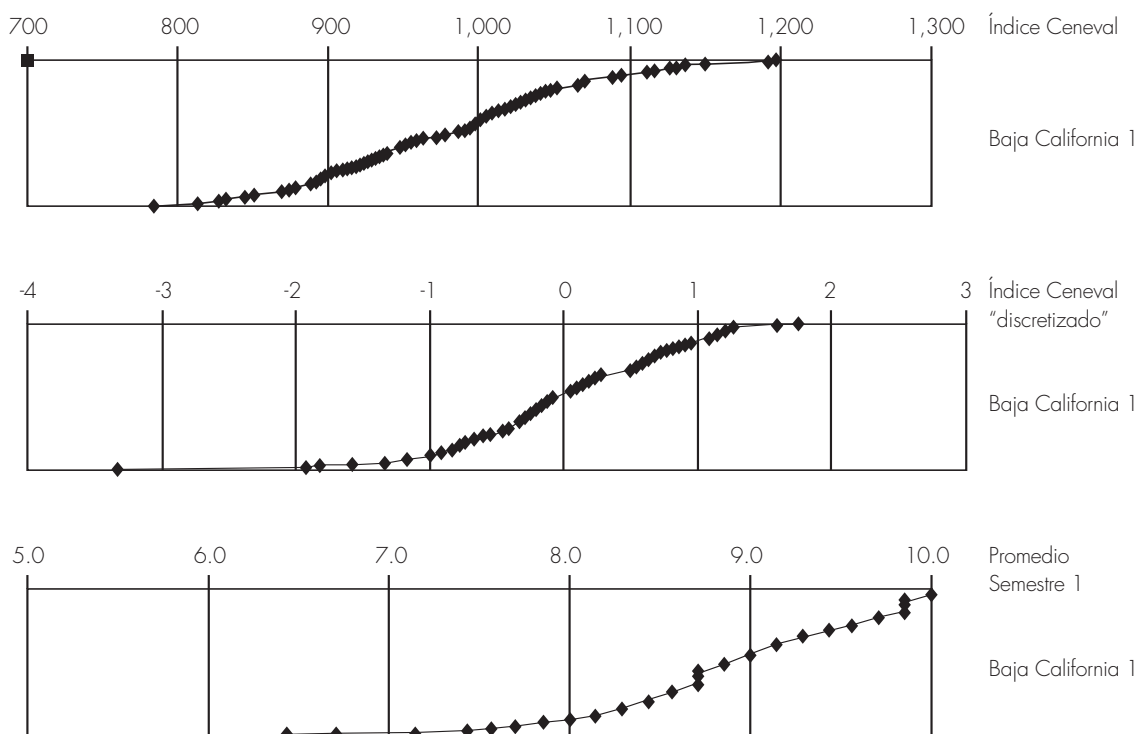 700 800 900 1,000 1,100 1,200 1,300 Índice Ceneval
Baja California 1
-4 -3 -2 -1 0 1 2 3 Índice Ceneval
“discretizado”
Baja California 1
5.0 6.0 7.0 8.0 9.0 10.0 Promedio
Semestre 1
Baja California 1